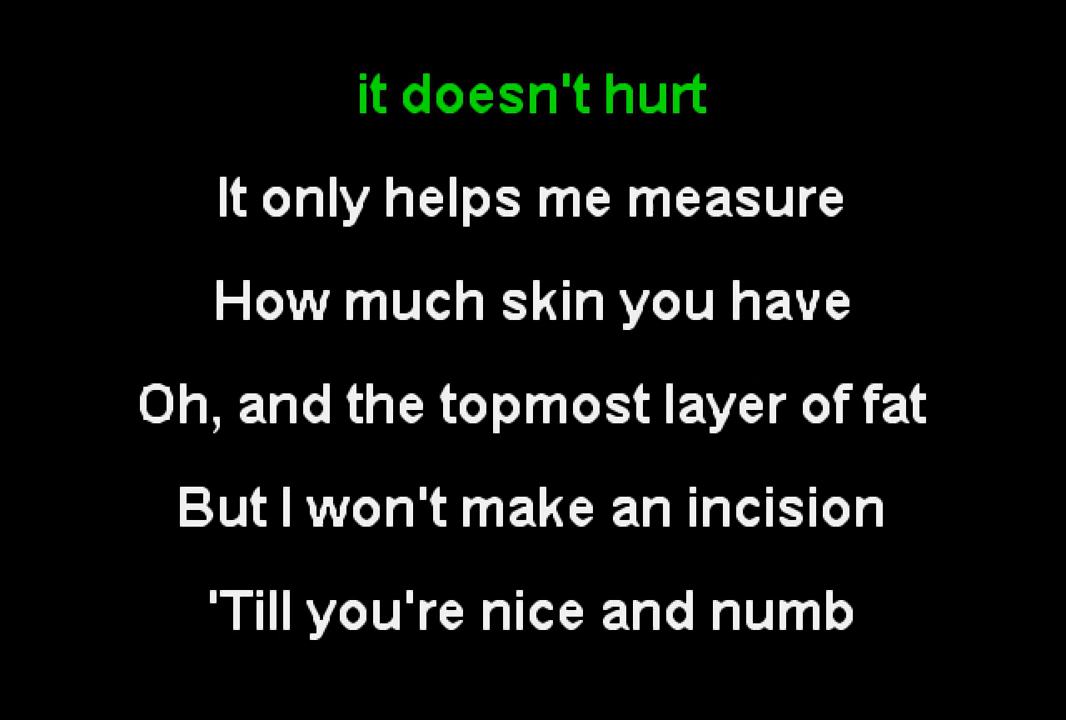 it doesn't hurt
It only helps me measure
How much skin you have
Oh, and the topmost layer of fat
But I won't make an incision
'Till you're nice and numb